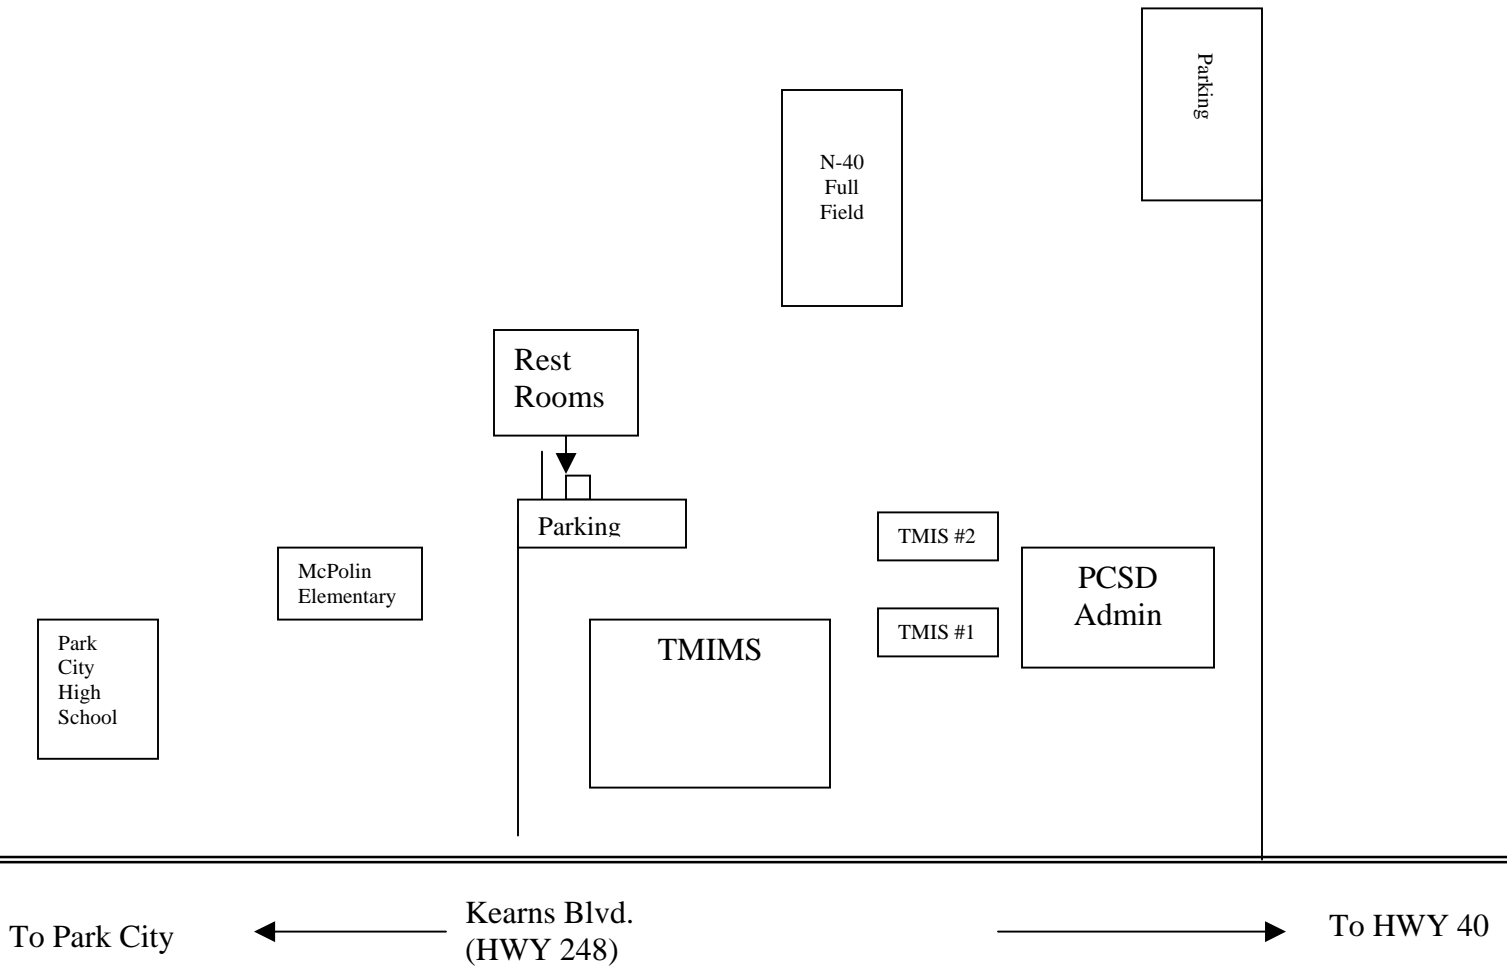 Parking
N-40
Full
Field
Rest
Rooms
Parking
TMIS #2
McPolin
Elementary
PCSD
Admin
TMIS #1
Park
City
High
School
TMIMS
Kearns Blvd.
(HWY 248)
To Park City
To HWY 40